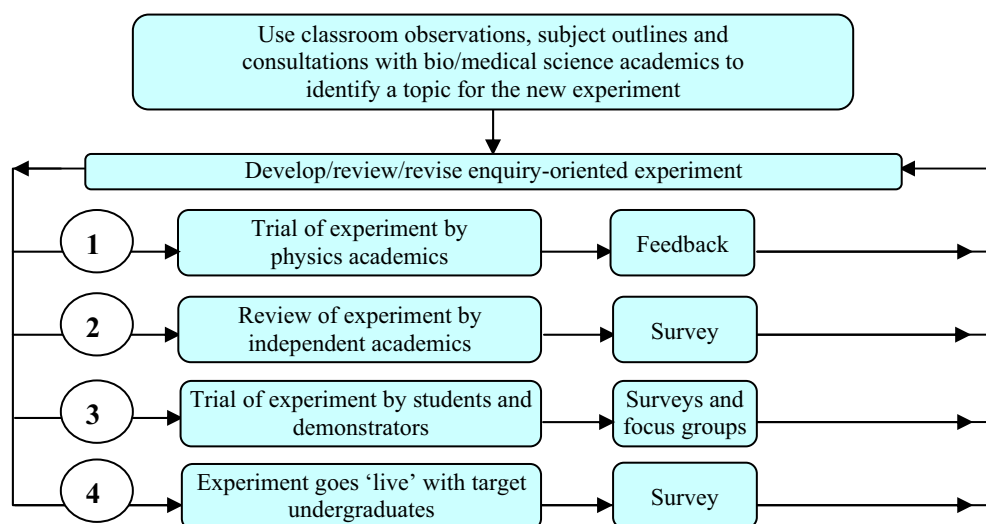 Use classroom observations, subject outlines and
consultations with bio/medical science academics to
identify a topic for the new experiment
Develop/review/revise enquiry-oriented experiment
1
Trial of experiment by
physics academics
Feedback
2
Review of experiment by
independent academics
Survey
3
Trial of experiment by students and
demonstrators
Surveys and
focus groups
4
Experiment goes ‘live’ with target
undergraduates
Survey